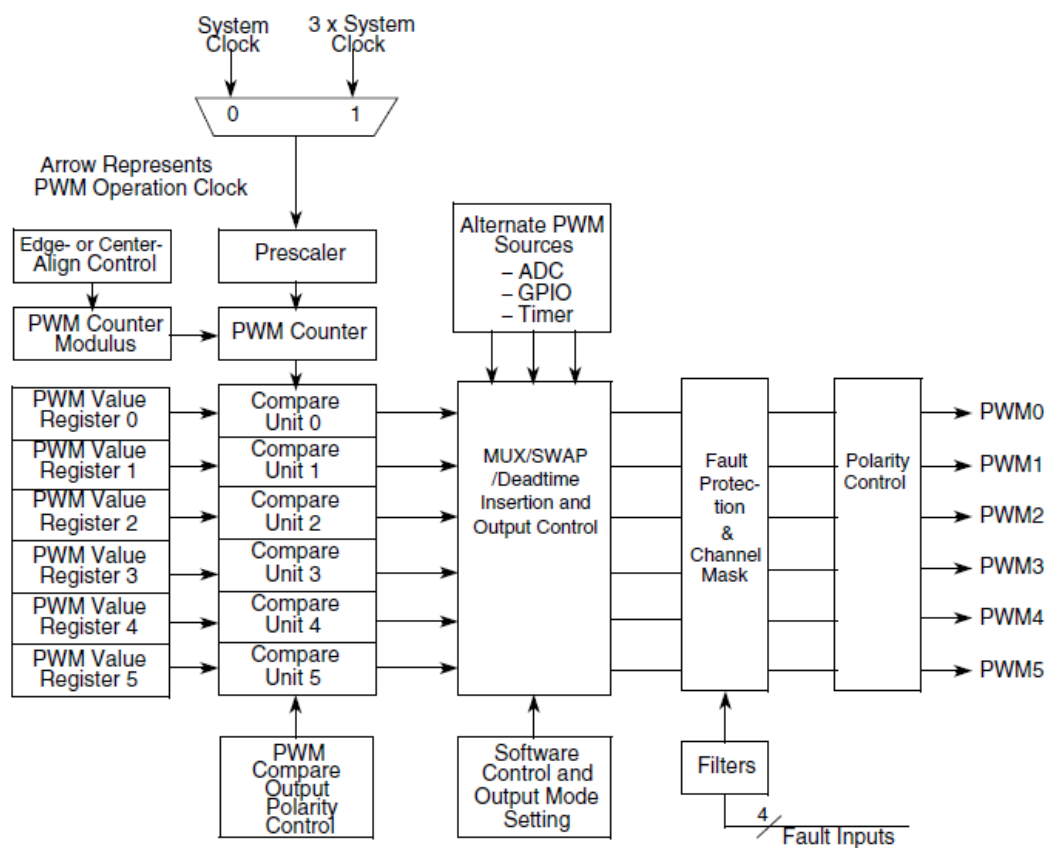 System
Clock
3 x System
Clock
0
1
Arrow Represents
PWM Operation Clock
Edge- or Center-
Align Control
Prescaler
Alternate PWM
Sources
– ADC
– GPIO
– Timer
PWM Counter
Modulus
PWM Counter
PWM Value
Register 0
Compare
Unit 0
PWM Value
Register 1
Compare
Unit 1
PWM Value
Register 2
Compare
Unit 2
PWM Value
Register 3
Compare
Unit 3
PWM Value
Register 4
Compare
Unit 4
PWM Value
Register 5
Compare
Unit 5
MUX/SWAP
/Deadtime
Insertion and
Output Control
Fault
Protec-
tion
&
Channel
Mask
Polarity
Control
PWM0
PWM1
PWM2
PWM3
PWM4
PWM5
PWM
Compare
Output
Polarity
Control
Software
Control and
Output Mode
Setting
Filters
4
Fault Inputs